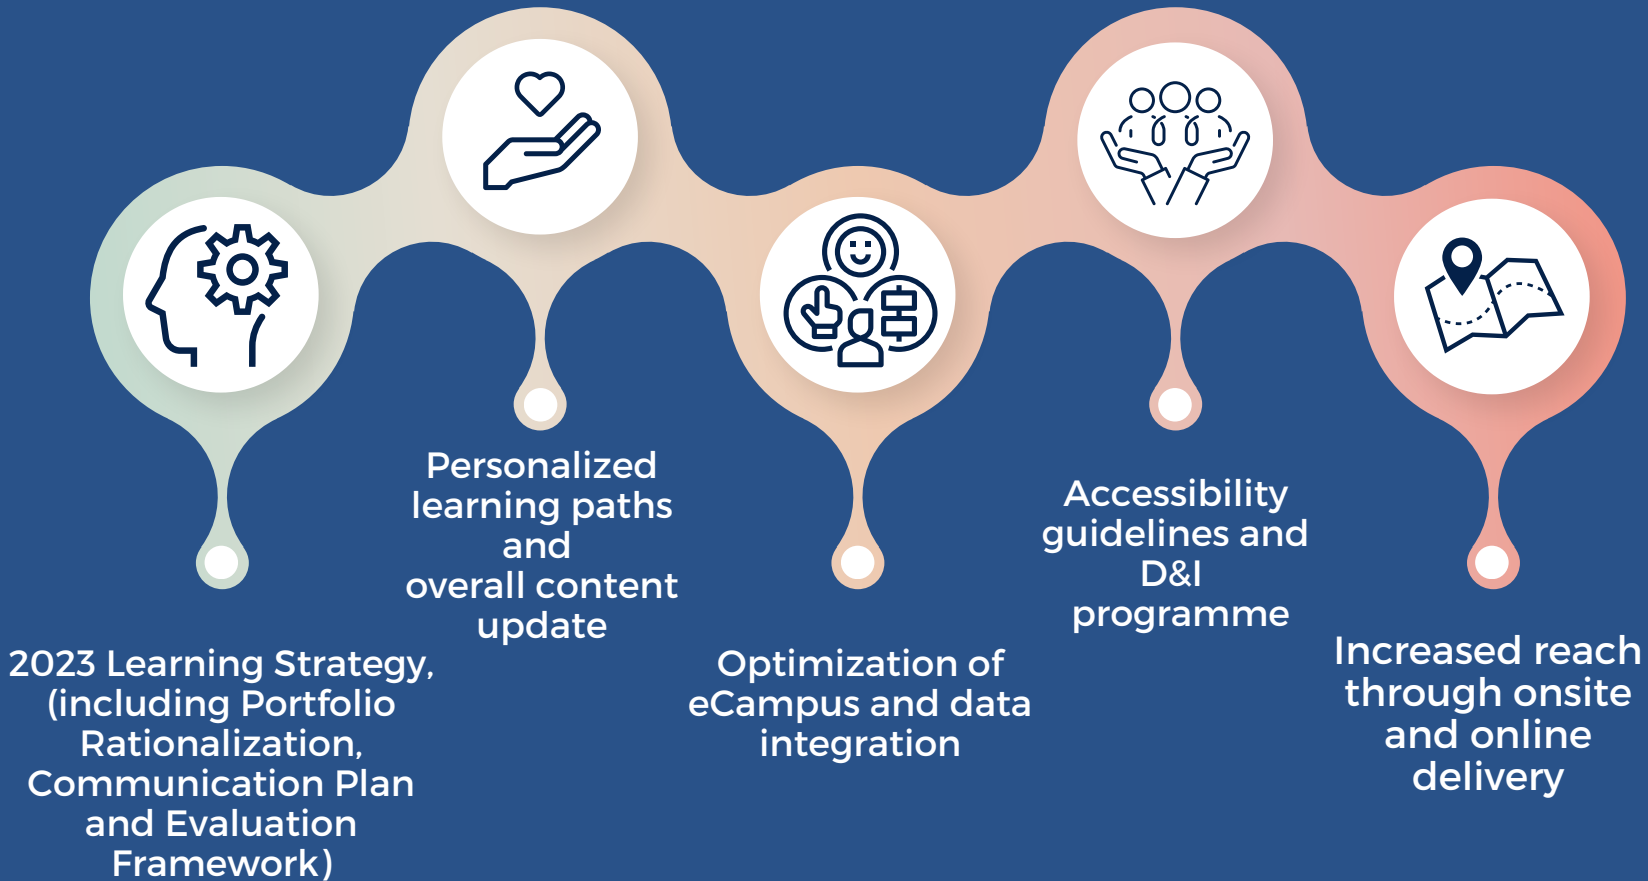 2023 Learning Strategy,
(including Portfolio
Rationalization,
Communication Plan
and Evaluation
Framework)
Personalized
learning paths
and
overall content
update
Optimization of
eCampus and data
integration
Accessibility
guidelines and
D&I
programme
Increased reach
through onsite
and online
delivery